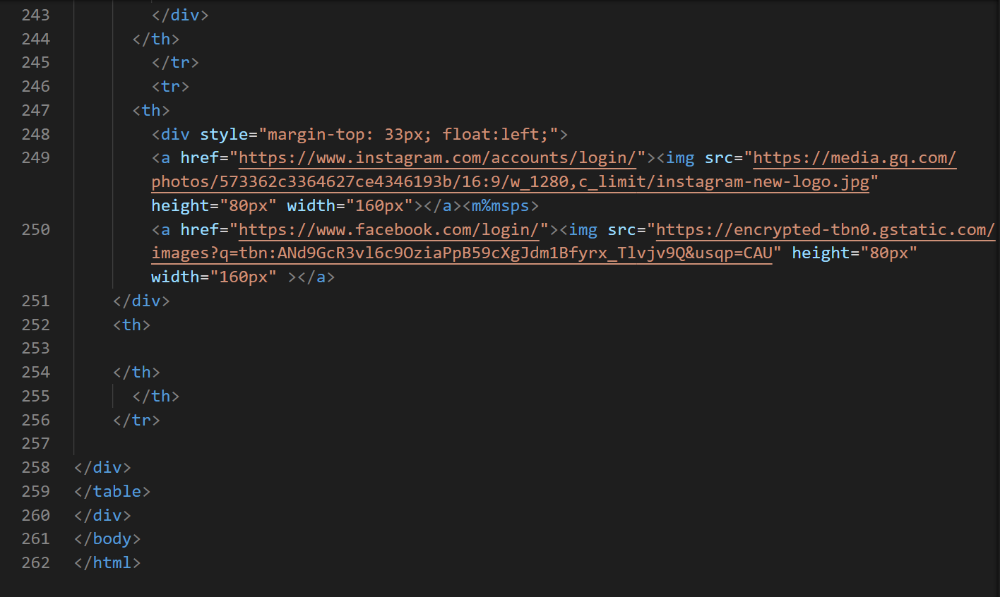 243 </div>
244 </th>
245 </tr>
246 <tr>
247 <th>
248 <div style="margin-top: 33px; float:left;">
249 <a href="https://www.instagram.com/accounts/login/"><img src="https://media.gq.com/
photos/573362c3364627ce4346193b/16:9/w_1280,c_limit/instagram-new-logo.jpg"
height="80px" width="160px"></a><m%msps>
250 <a href="https://www.facebook.com/login/"><img src="https://encrypted-tbn0.gstatic.com/
images?q=tbn:ANd9GcR3vl6c9OziaPpB59cXgJdm1Bfyrx_Tlvjv9Q&usqp=CAU" height="80px"
width="160px" ></a>
251 </div>
252 <th>
253
254 </th>
255 </th>
256 </tr>
257
258 </div>
259 </table>
260 </div>
261 </body>
262 </html>